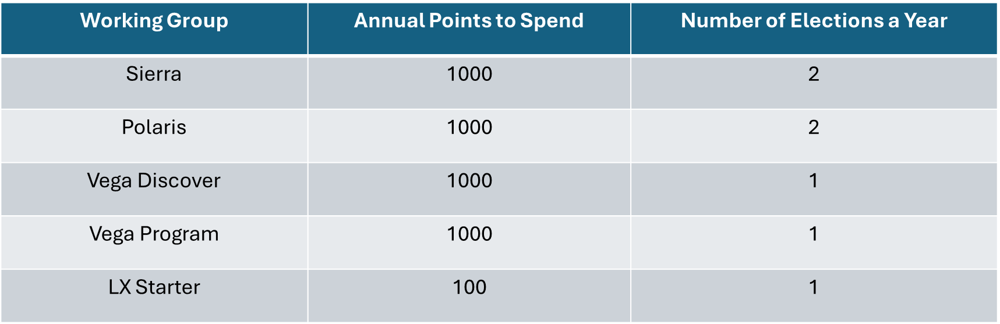 Working Group Annual Points to Spend Number of Elections a Year
Sierra 1000 2
Polaris 1000 2
Vega Discover 1000 1
Vega Program 1000 1
LX Starter 100 1